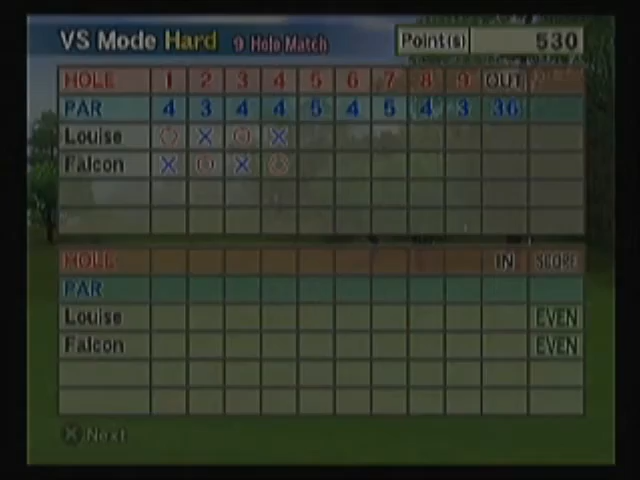 VS Mode Hard 9 Hole Match Point(s) 530
HOLE 1 2 3 4 5 6 7 8 9 OUT
PAR 4 3 4 4 5 4 5 4 3 36
Louise ○ X ◎ X
Falcon X ◎ X
HOLE IN SCORE
PAR
Louise EVEN
Falcon EVEN
X Next